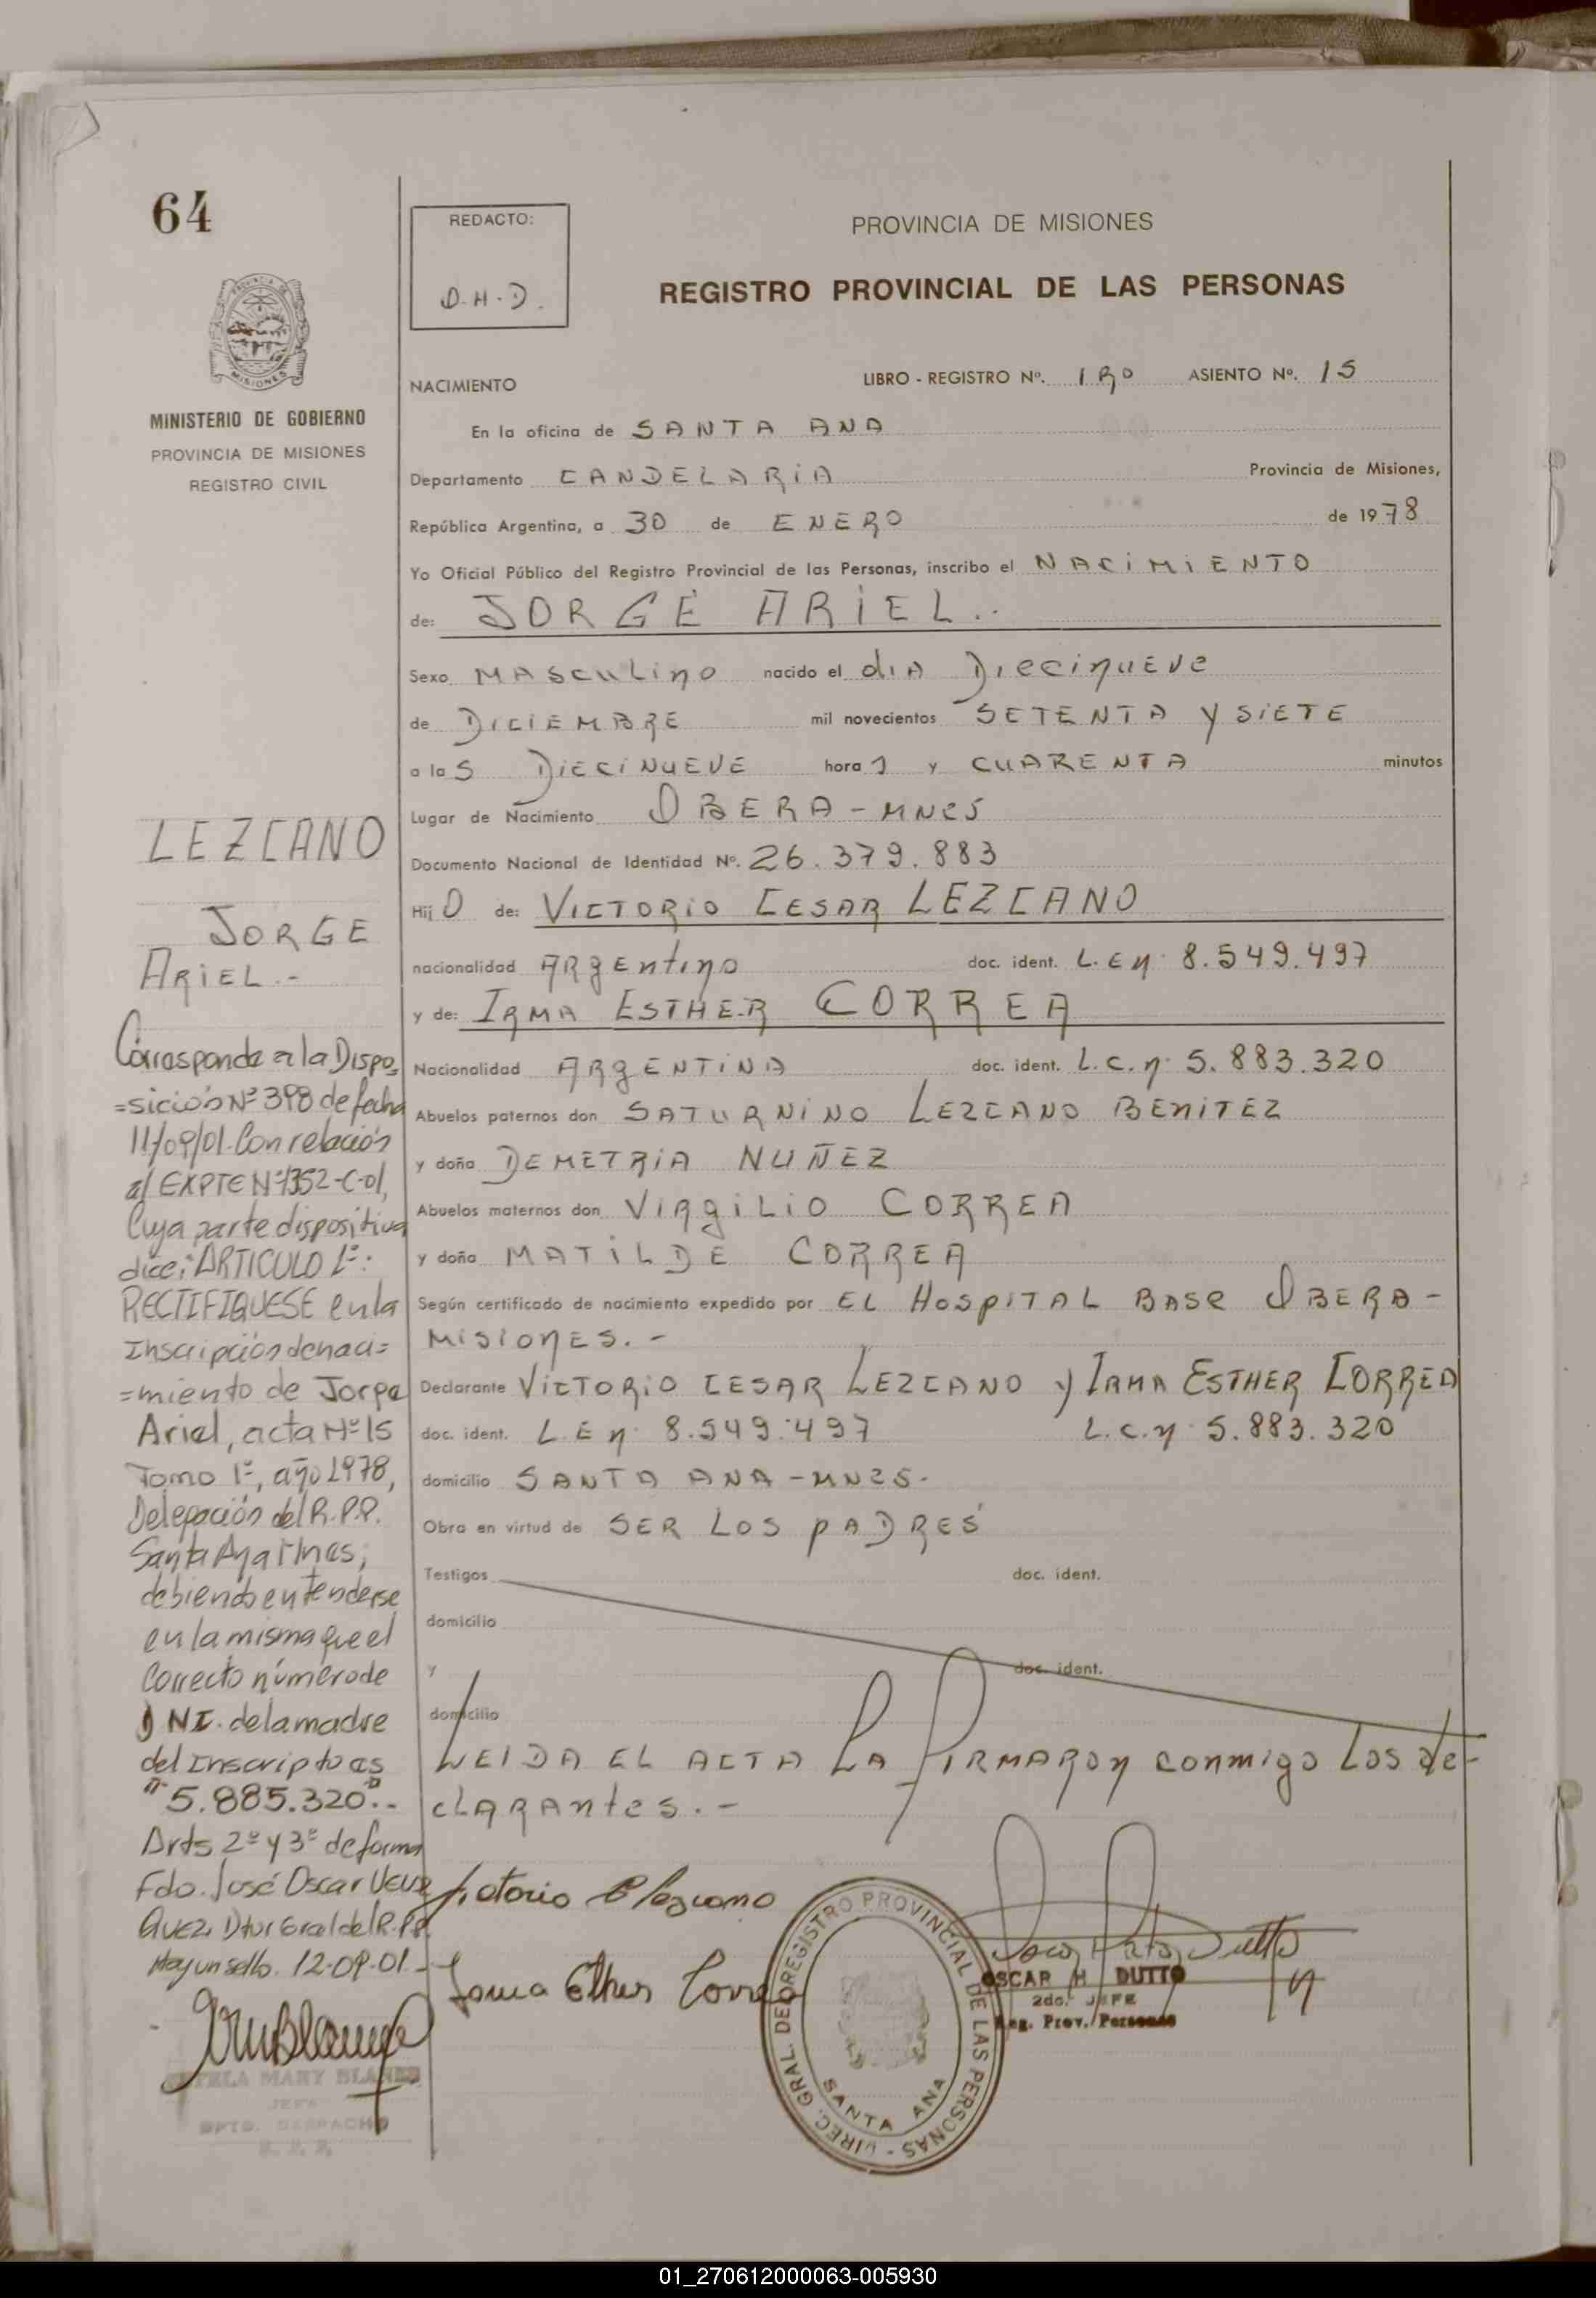 64
REDACTO:
O.H.D.
PROVINCIA DE MISIONES
REGISTRO PROVINCIAL DE LAS PERSONAS
MISIONES
MINISTERIO DE GOBIERNO
PROVINCIA DE MISIONES
REGISTRO CIVIL
NACIMIENTO LIBRO - REGISTRO Nº. 1RO ASIENTO Nº. 15
En la oficina de SANTA ANA
Departamento CANDELARIA Provincia de Misiones,
República Argentina, a 30 de ENERO de 1978
Yo Oficial Público del Registro Provincial de las Personas, inscribo el NACIMIENTO
de: JORGE ARIEL..
Sexo MASCULINO nacido el DIA DIECINUEVE
de DICIEMBRE mil novecientos SETENTA Y SIETE
a las DIECINUEVE horas y CUARENTA minutos
Lugar de Nacimiento OBERA - MNES
Documento Nacional de Identidad Nº. 26.379.883
Hijo de: VICTORIO CESAR LEZCANO
nacionalidad ARGENTINO doc. ident. L.E nº 8.549.497
y de: IRMA ESTHER CORREA
Nacionalidad ARGENTINA doc. ident. L.C. nº 5.883.320
Abuelos paternos don SATURNINO LEZCANO BENITEZ
y doña DEMETRIA NUÑEZ
Abuelos maternos don VIRGILIO CORREA
y doña MATILDE CORREA
Según certificado de nacimiento expedido por EL HOSPITAL BASE OBERA -
MISIONES. -
Declarante VICTORIO CESAR LEZCANO y IRMA ESTHER CORREA
doc. ident. L.E nº 8.549.497 L.C. nº 5.883.320
domicilio SANTA ANA - MNES.
Obra en virtud de SER LOS PADRES
Testigos doc. ident.
domicilio
y doc. ident.
domicilio
LEIDA EL ACTA LA FIRMARON conmigo Los de-
clarantes. -
LEZCANO
JORGE
ARIEL. -
Corresponde a la Dispo=
=sición Nº 398 de fecha
11/09/01. Con relación
al EXPTE Nº 1352-C-01,
Cuya parte dispositiva
dice: ARTICULO 1º:
RECTIFIQUESE en la
Inscripción de naci=
=miento de Jorge
Ariel, acta Nº 15
Tomo 1º, año 1978,
Delegación del R.P.P.
Santa Ana Mnes,
debiendo entenderse
en la misma que el
Correcto número de
DNI. de la madre
del Inscripto es
"5.885.320".-
Arts 2º y 3º de forma
Fdo. José Oscar Velaz
quez. Dtor Gral del R.P.P.
Hay un sello. 12-09-01.-
ESTELA MARY BLANES
JEFA
DPTO. DESPACHO
R. P. P.
Victorio C lezcano
Irma Esther Correa
DIREC. GRAL. DEL REGISTRO PROVINCIAL DE LAS PERSONAS -
SANTA ANA
OSCAR H DUTTO
2do. JEFE
Reg. Prov. Personas
01_270612000063-005930